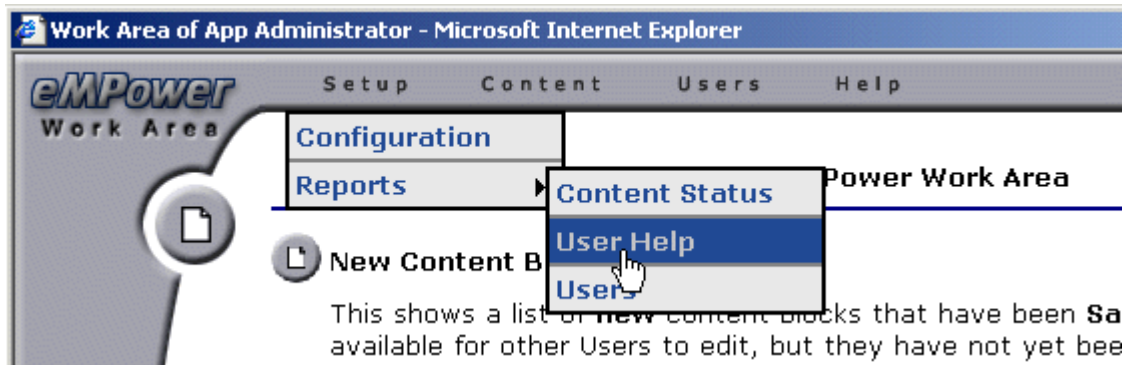 Work Area of App Administrator - Microsoft Internet Explorer
eMPower
Work Area
Setup Content Users Help
Configuration
Reports
Content Status
User Help
Users
Power Work Area
New Content B
This shows a list of new content blocks that have been Sa
available for other Users to edit, but they have not yet bee